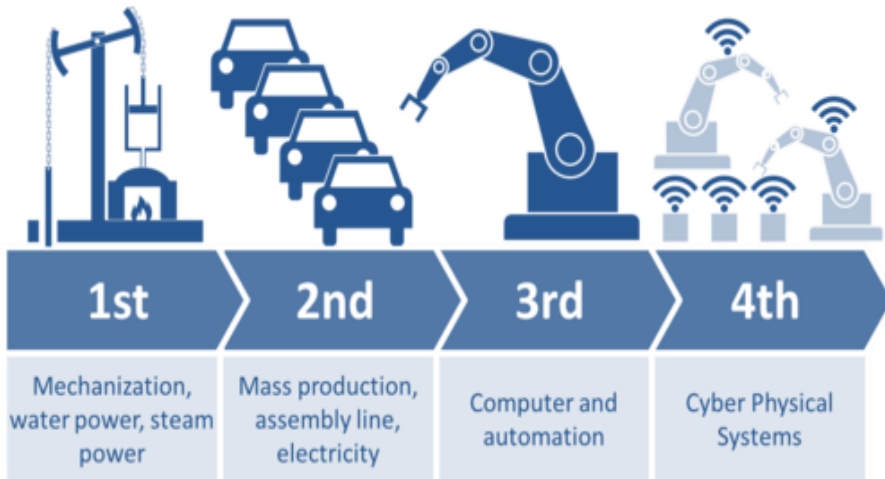 1st
2nd
3rd
4th
Mechanization,
water power, steam
power
Mass production,
assembly line,
electricity
Computer and
automation
Cyber Physical
Systems